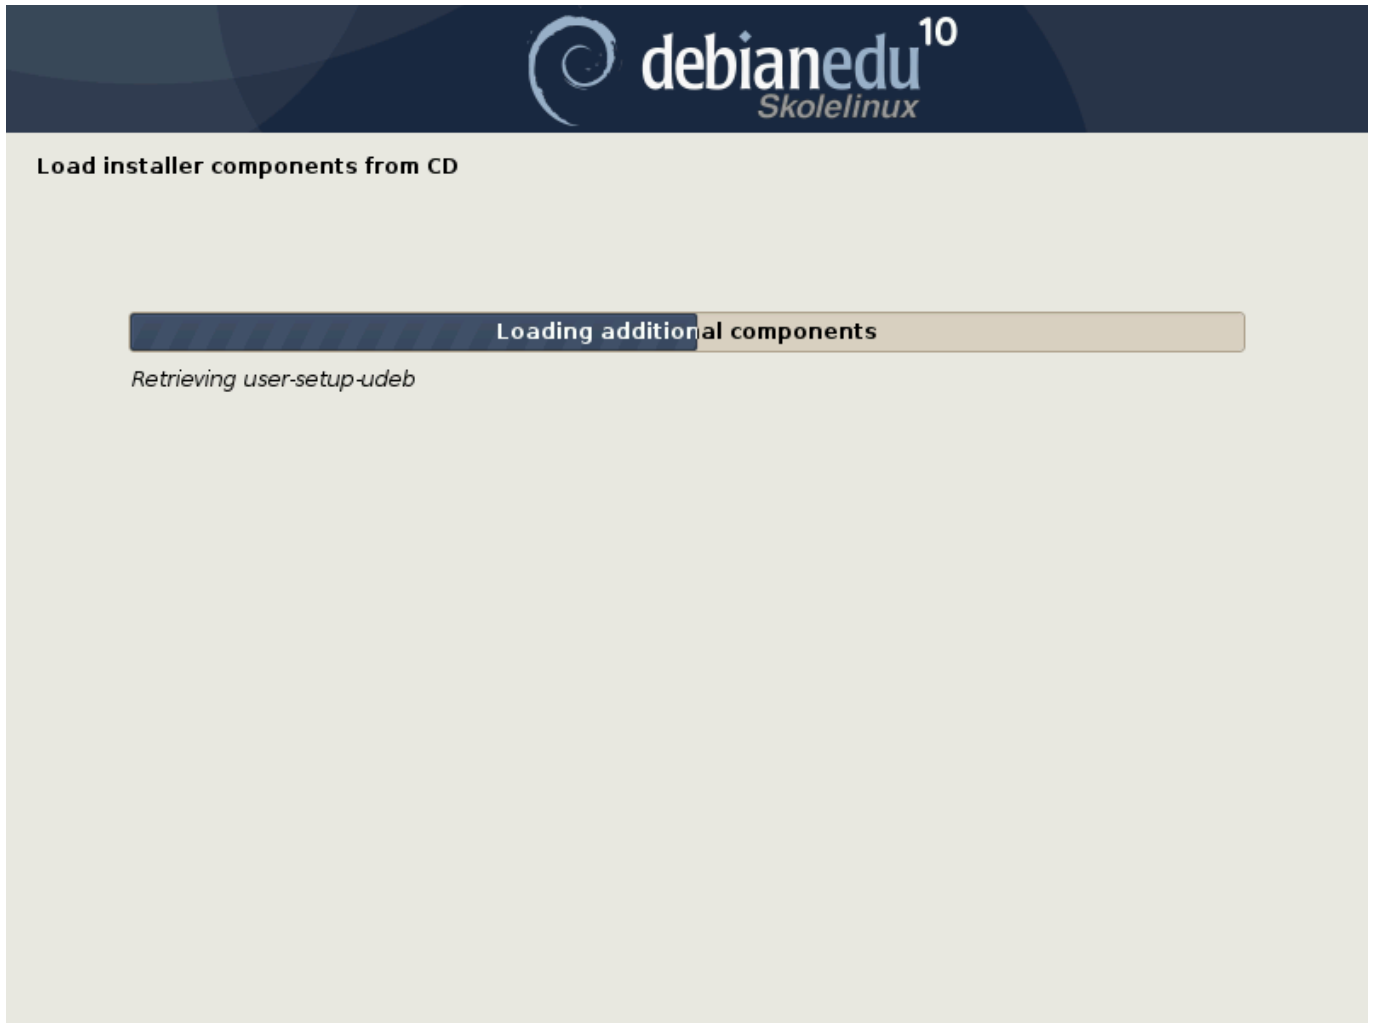 debianedu 10
Skolelinux
Load installer components from CD
Loading additional components
Retrieving user-setup-udeb